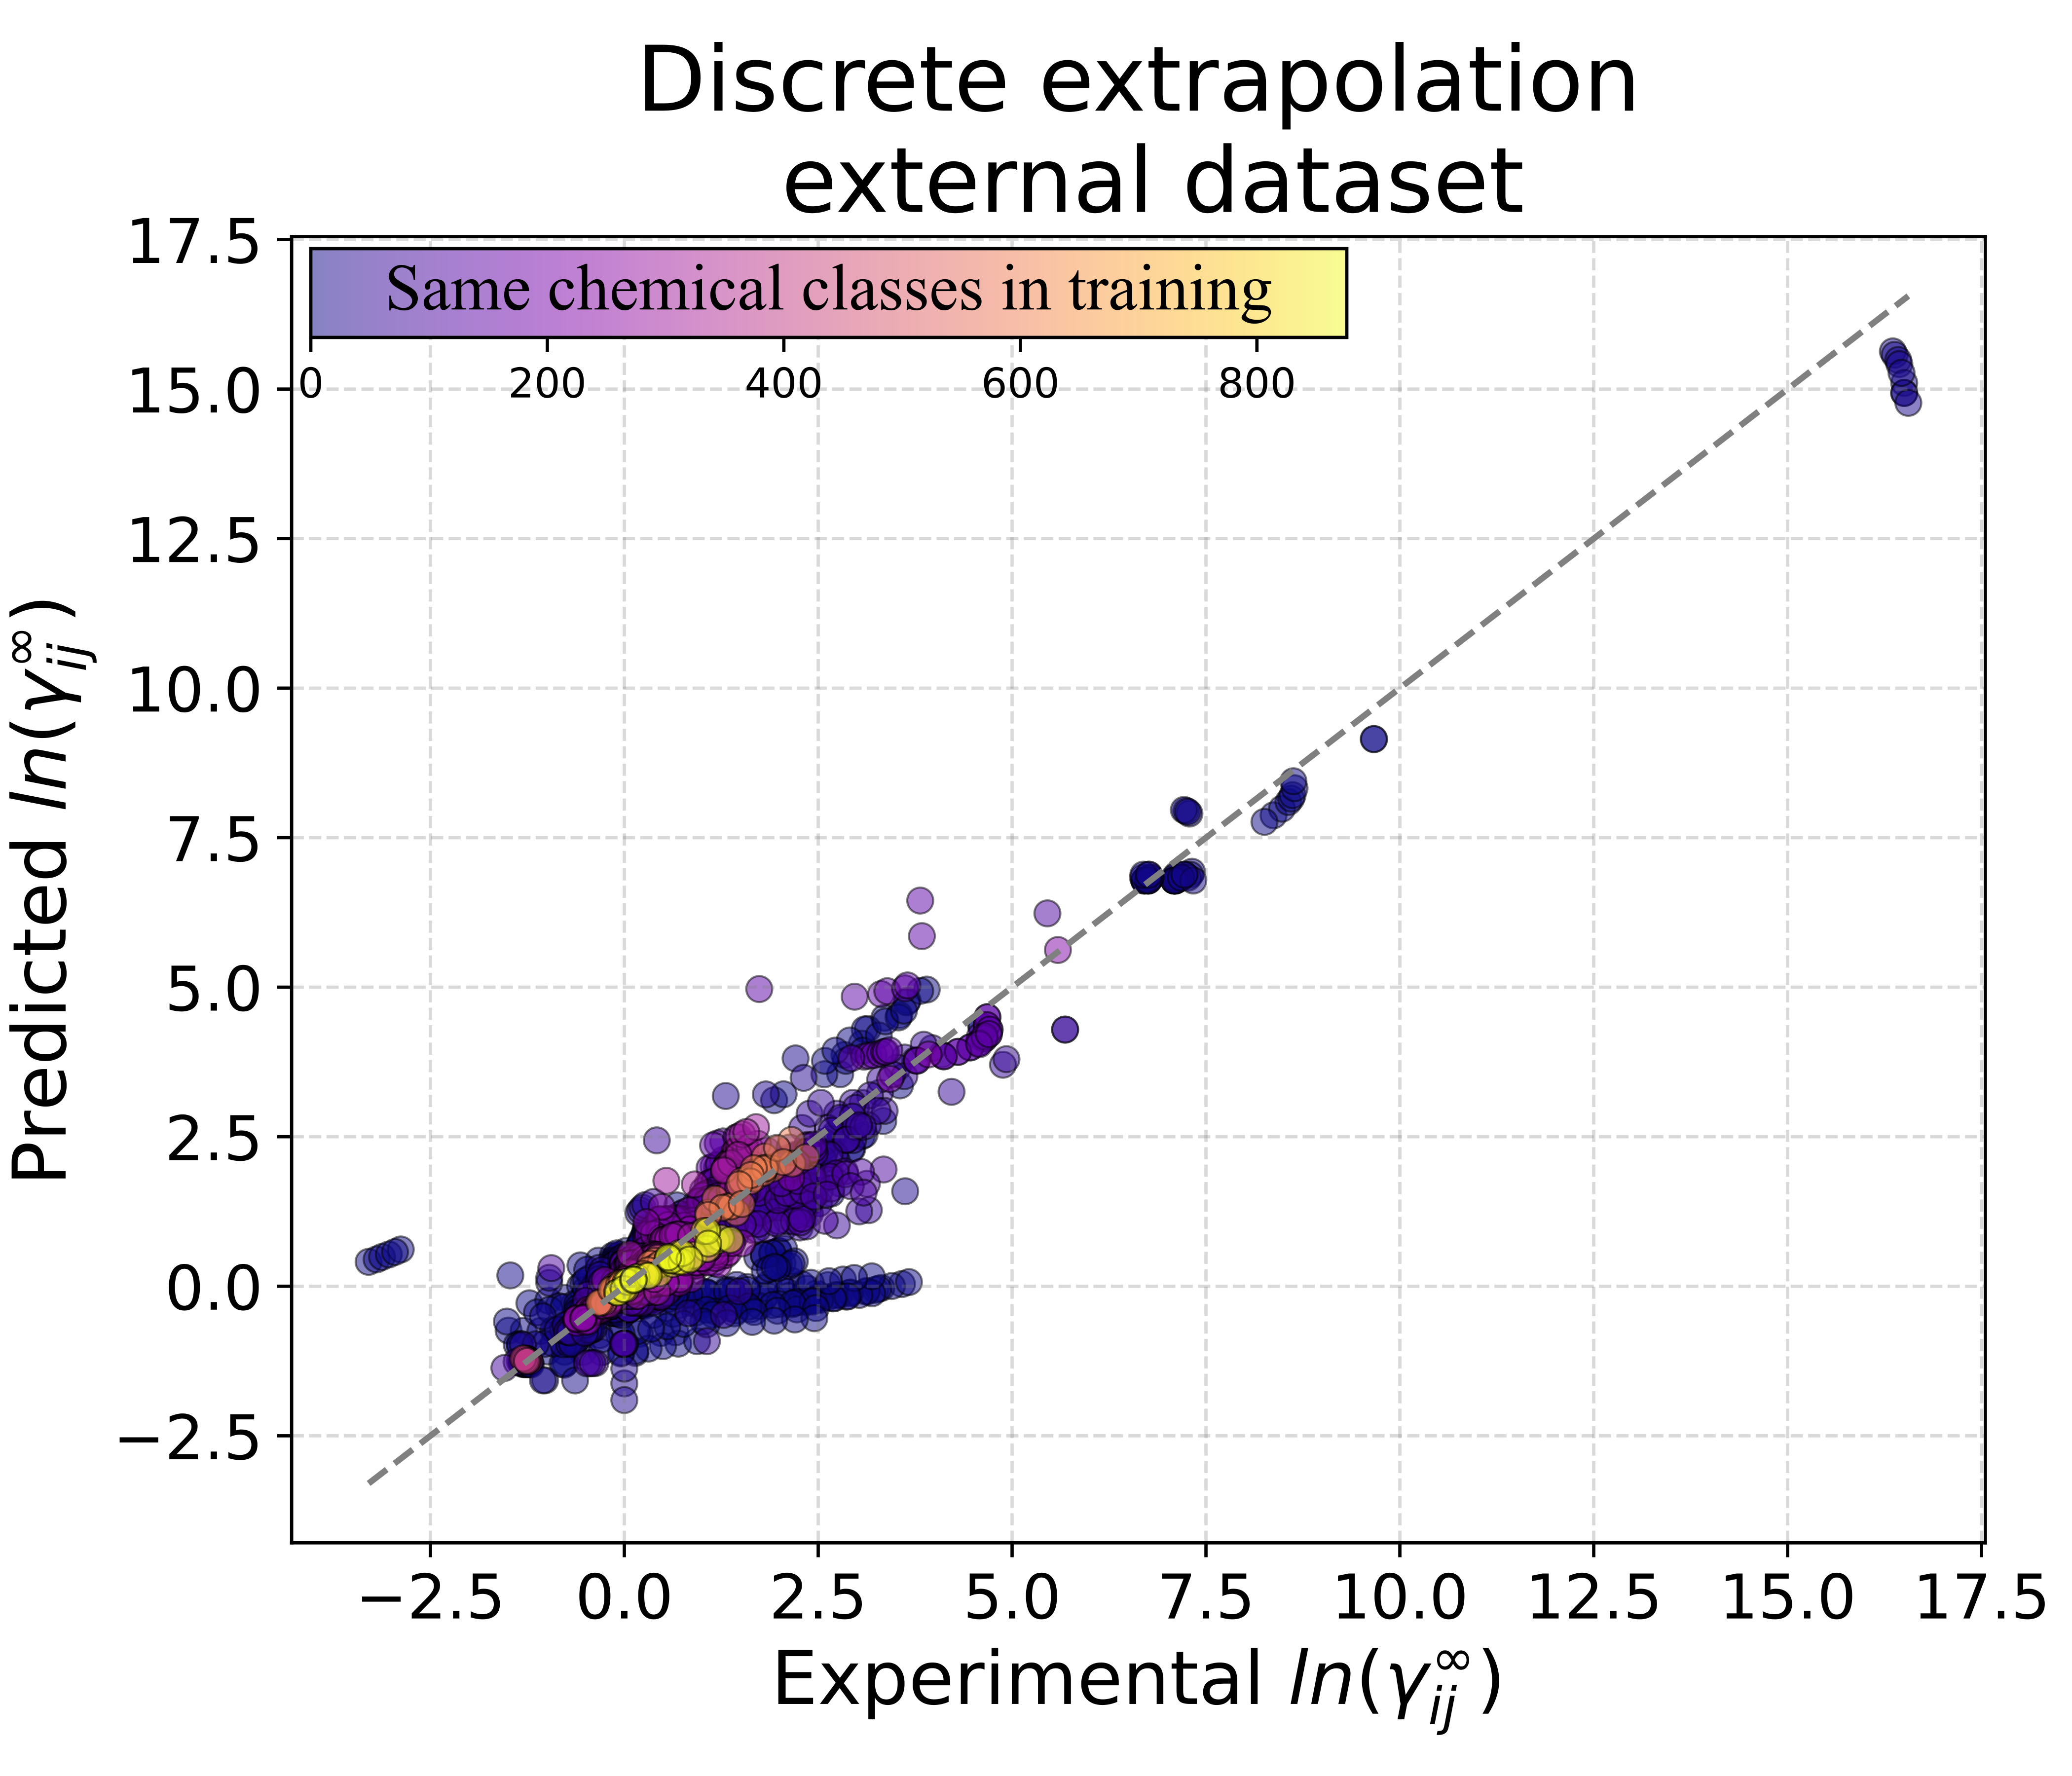 Discrete extrapolation
external dataset
17.5
Same chemical classes in training
0 200 400 600 800
15.0
12.5
10.0
7.5
5.0
2.5
0.0
−2.5
Predicted ln(γ∞ij)
−2.5 0.0 2.5 5.0 7.5 10.0 12.5 15.0 17.5
Experimental ln(γ∞ij)